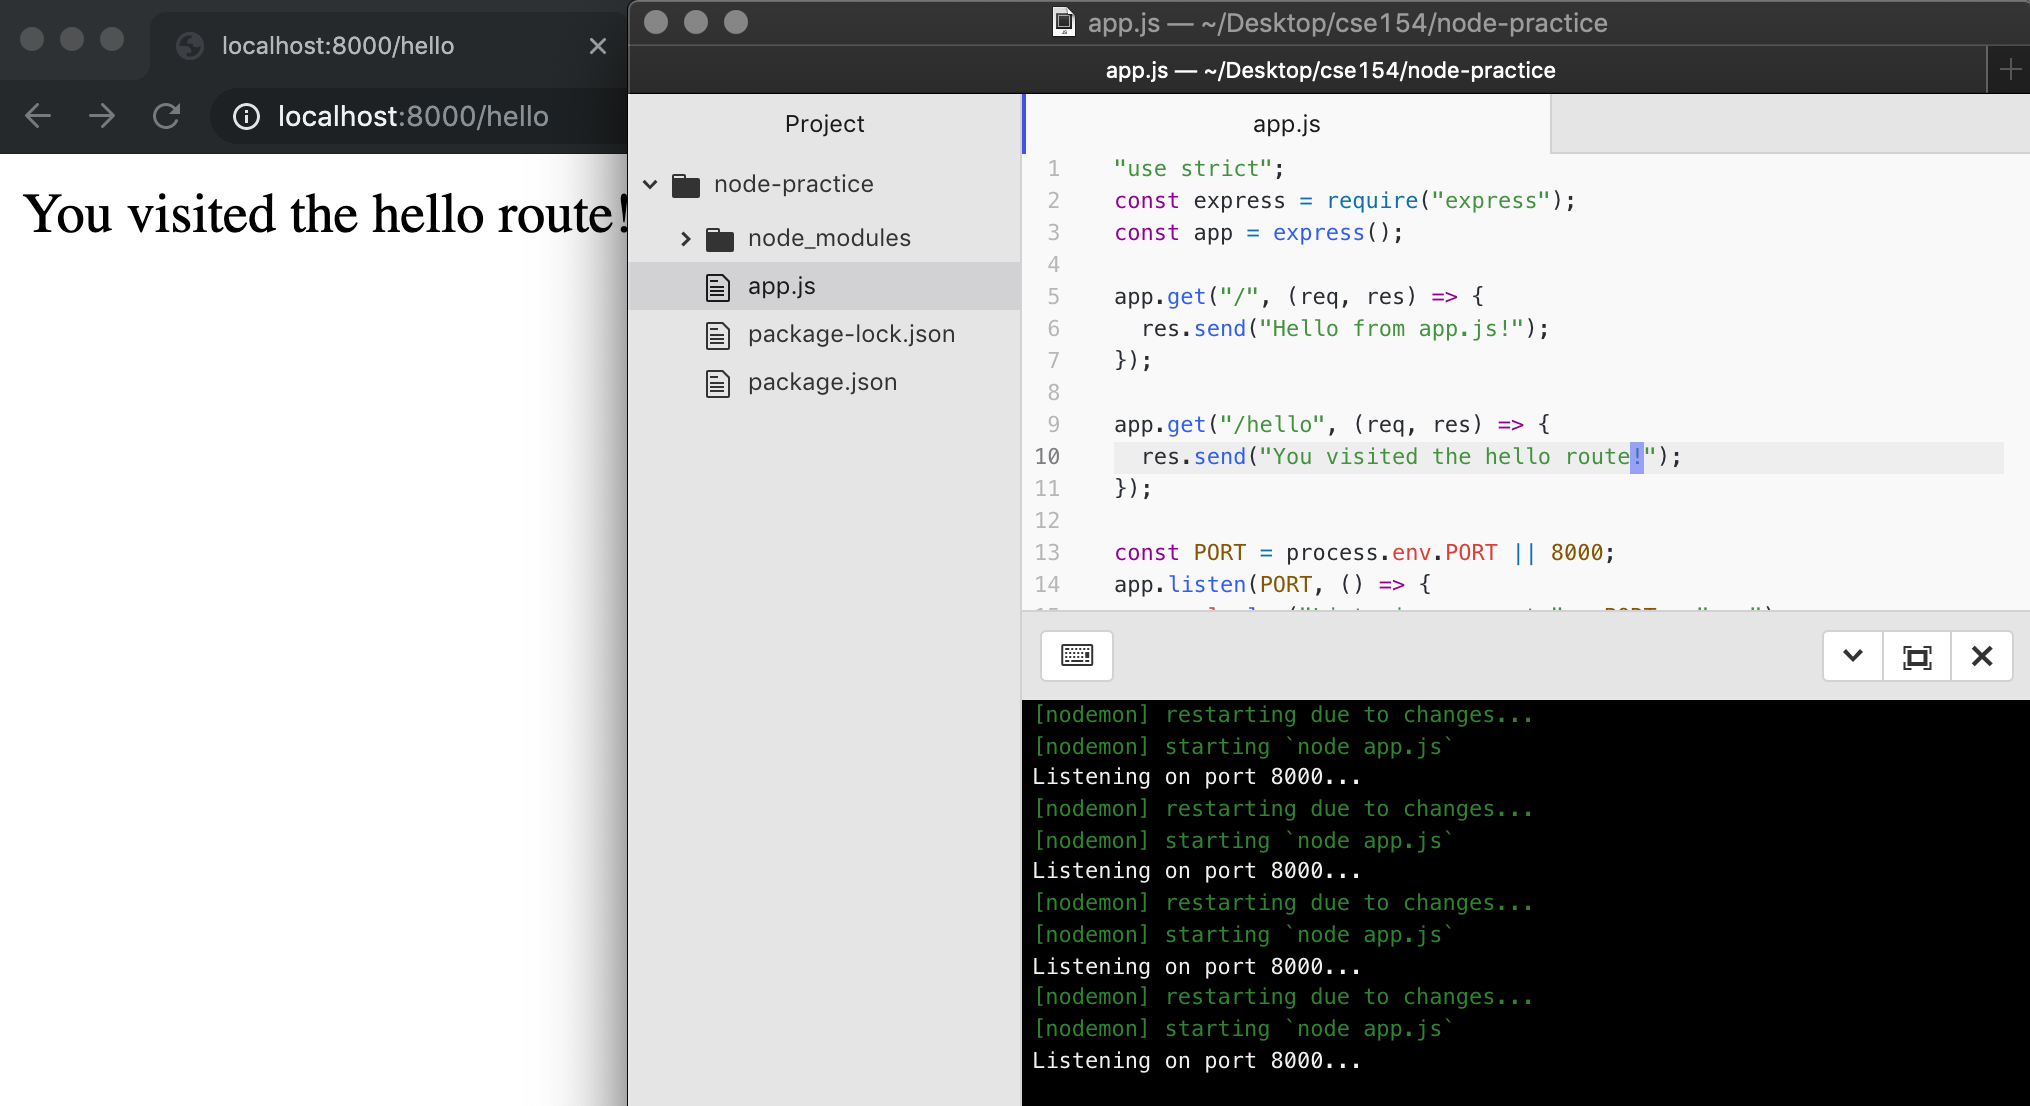 localhost:8000/hello
localhost:8000/hello
You visited the hello route!
app.js — ~/Desktop/cse154/node-practice
app.js — ~/Desktop/cse154/node-practice
Project
node-practice
node_modules
app.js
package-lock.json
package.json
app.js
1 "use strict";
2 const express = require("express");
3 const app = express();
4
5 app.get("/", (req, res) => {
6   res.send("Hello from app.js!");
7 });
8
9 app.get("/hello", (req, res) => {
10   res.send("You visited the hello route!");
11 });
12
13 const PORT = process.env.PORT || 8000;
14 app.listen(PORT, () => {
[nodemon] restarting due to changes...
[nodemon] starting `node app.js`
Listening on port 8000...
[nodemon] restarting due to changes...
[nodemon] starting `node app.js`
Listening on port 8000...
[nodemon] restarting due to changes...
[nodemon] starting `node app.js`
Listening on port 8000...
[nodemon] restarting due to changes...
[nodemon] starting `node app.js`
Listening on port 8000...